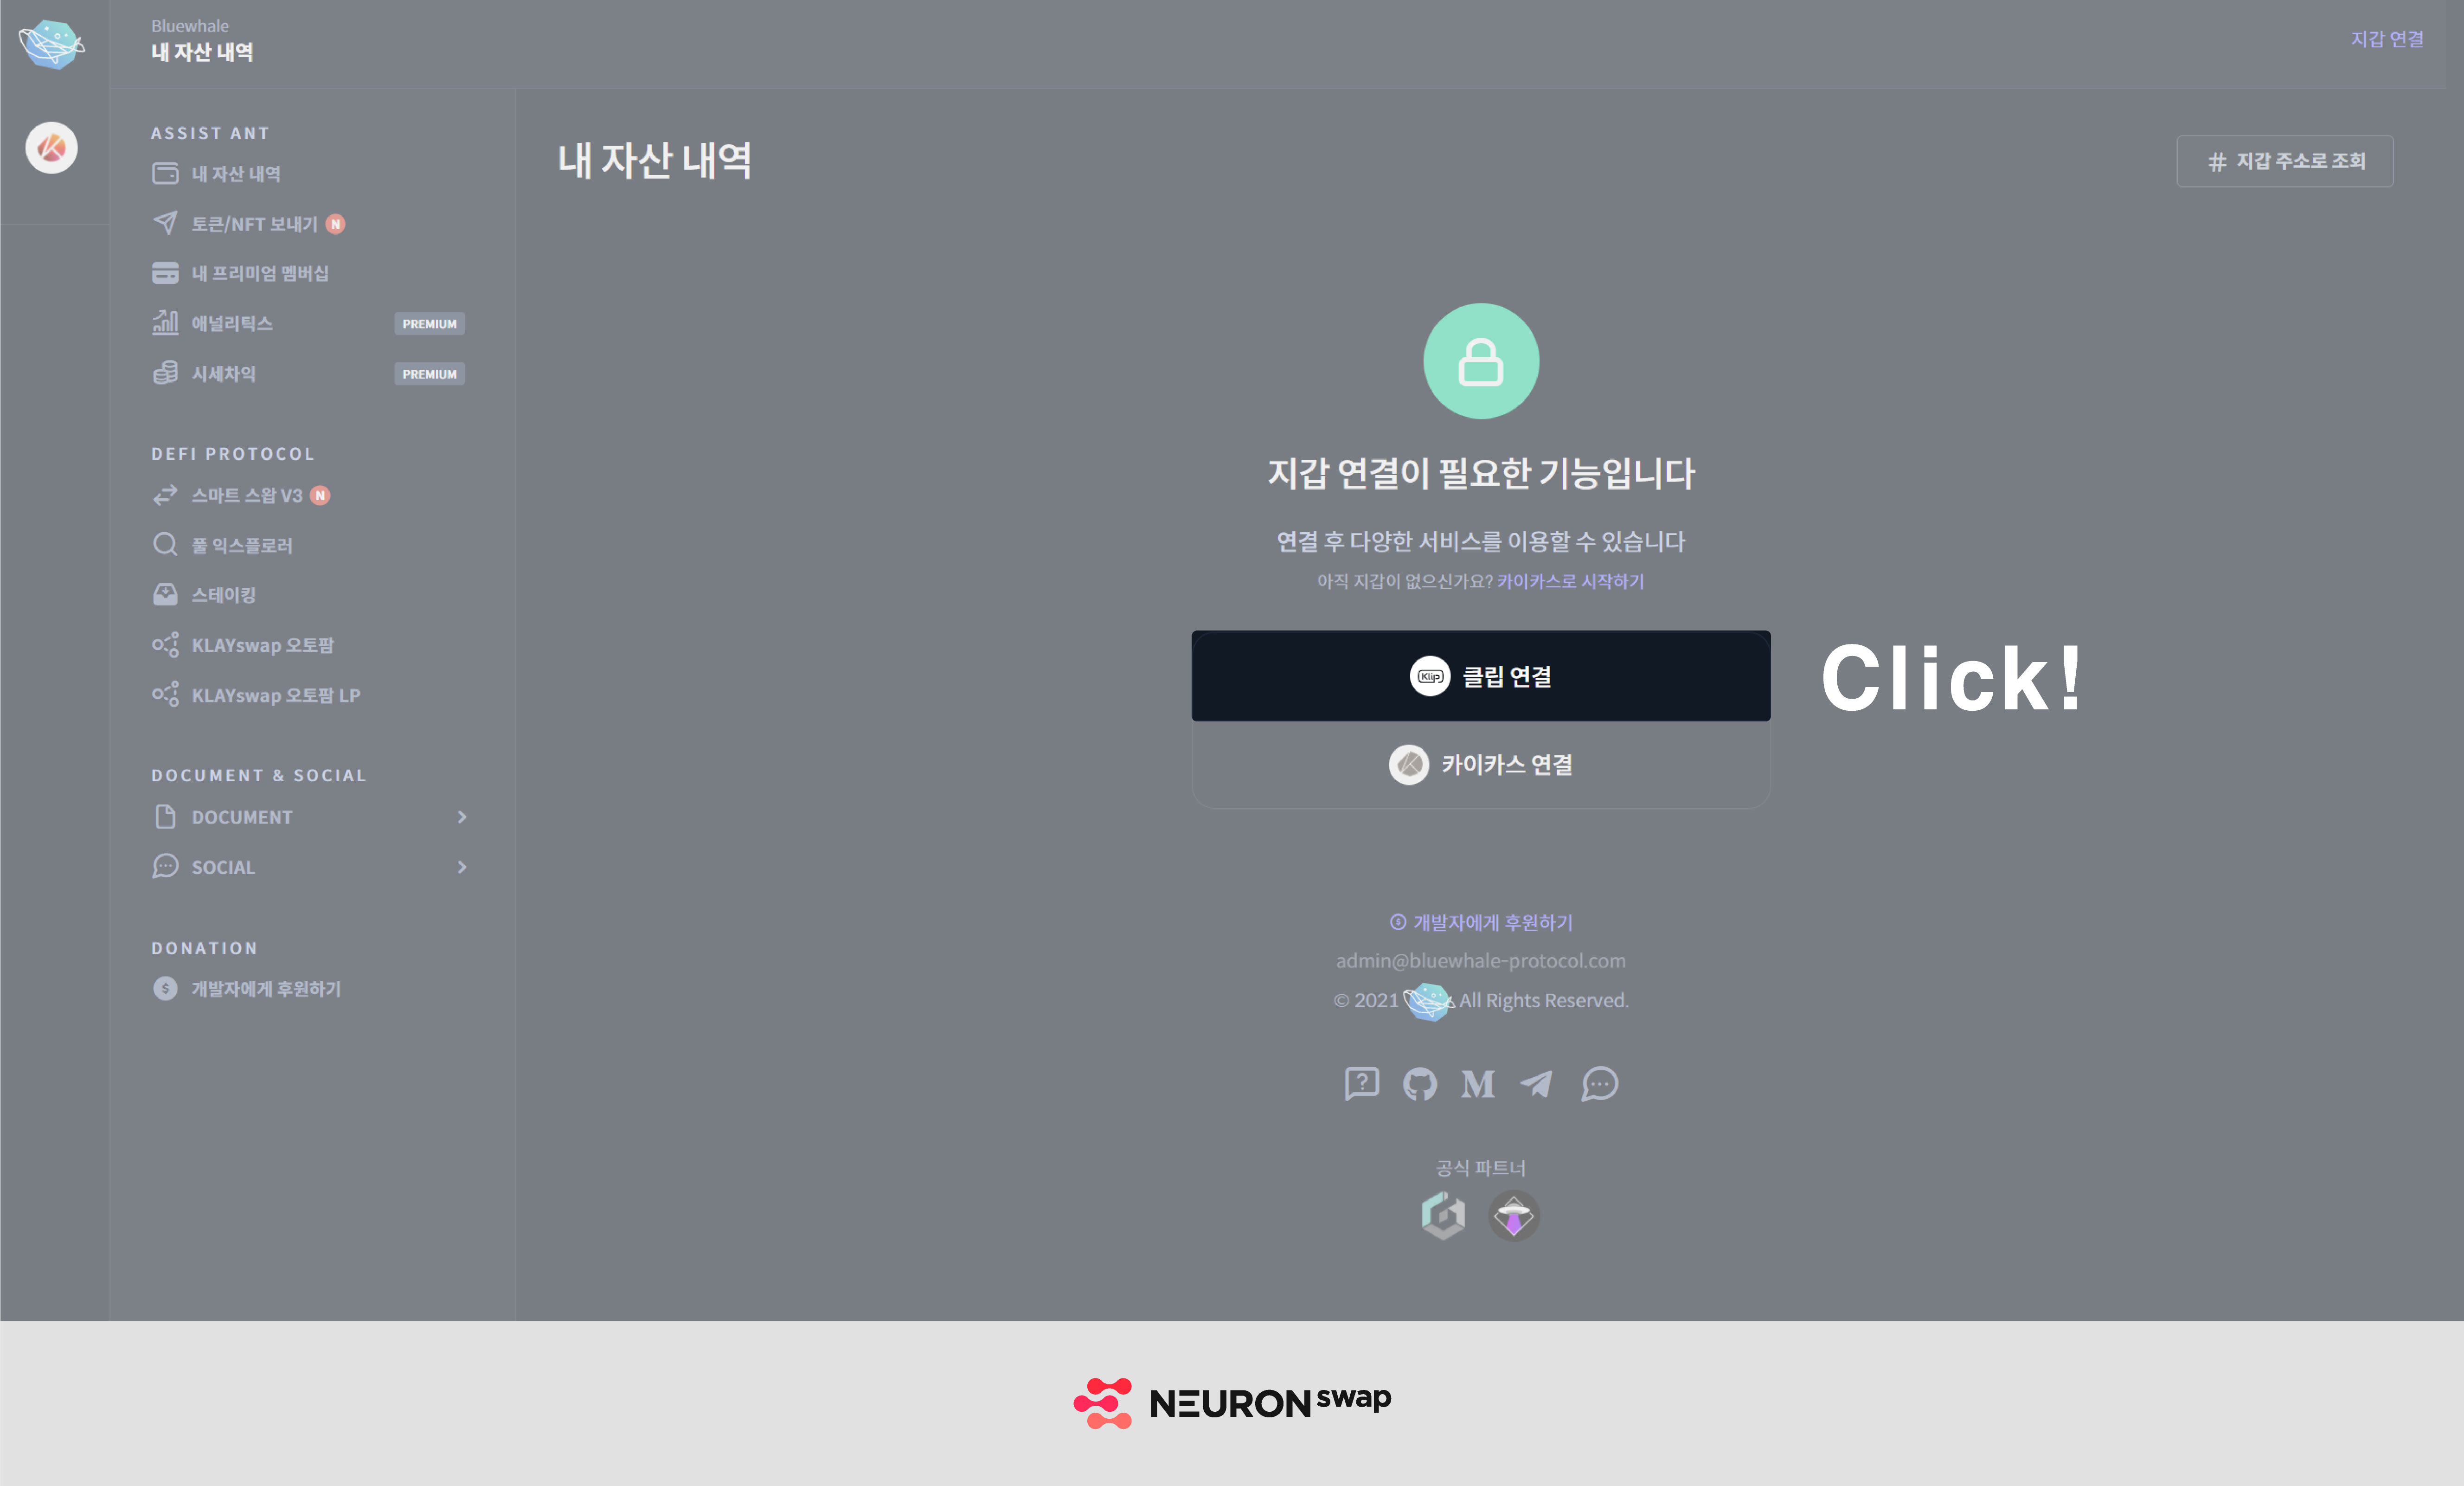 Bluewhale
내 자산 내역
지갑 연결
ASSIST ANT
내 자산 내역
토큰/NFT 보내기 N
내 프리미엄 멤버십
애널리틱스 PREMIUM
시세차익 PREMIUM
DEFI PROTOCOL
스마트 스왑 V3 N
풀 익스플로러
스테이킹
KLAYswap 오토팜
KLAYswap 오토팜 LP
DOCUMENT & SOCIAL
DOCUMENT
SOCIAL
DONATION
개발자에게 후원하기
내 자산 내역
# 지갑 주소로 조회
지갑 연결이 필요한 기능입니다
연결 후 다양한 서비스를 이용할 수 있습니다
아직 지갑이 없으신가요? 카이카스로 시작하기
Klip 클립 연결
Click!
카이카스 연결
개발자에게 후원하기
admin@bluewhale-protocol.com
© 2021 All Rights Reserved.
공식 파트너
NEURON swap